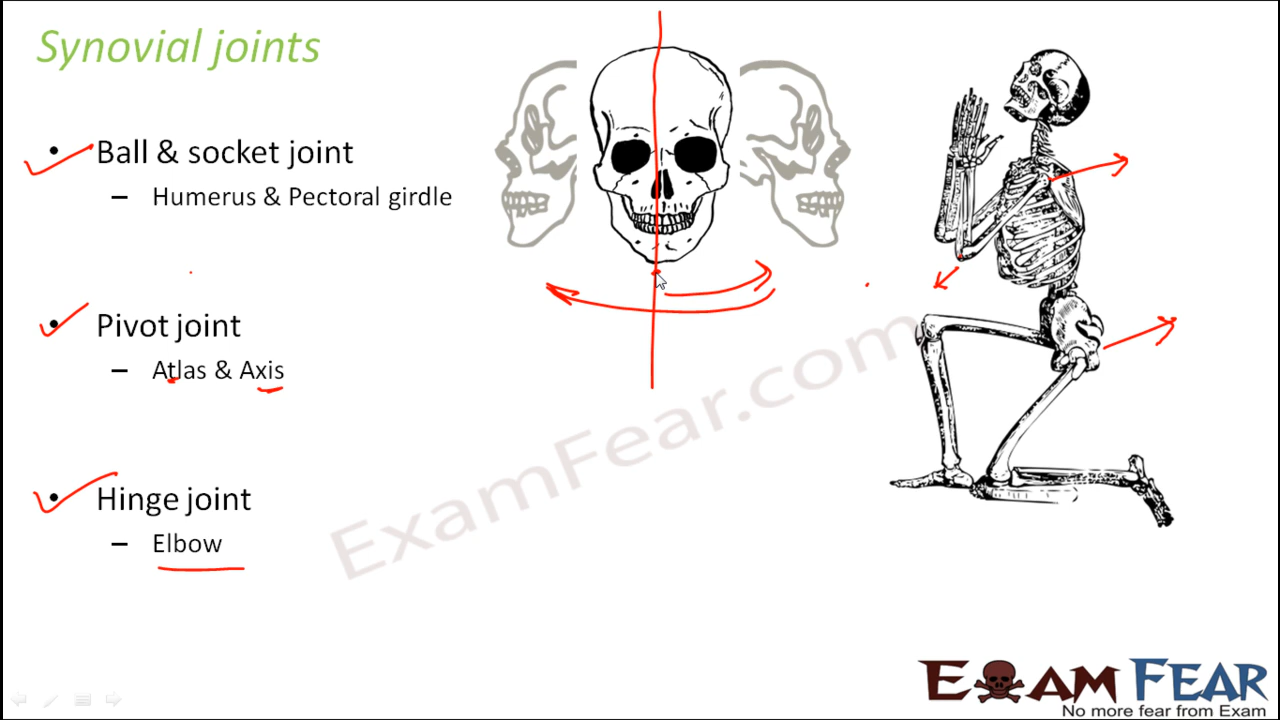 Synovial joints
• Ball & socket joint
– Humerus & Pectoral girdle
• Pivot joint
– Atlas & Axis
• Hinge joint
– Elbow
ExamFear.com
EXAM FEAR
No more fear from Exam